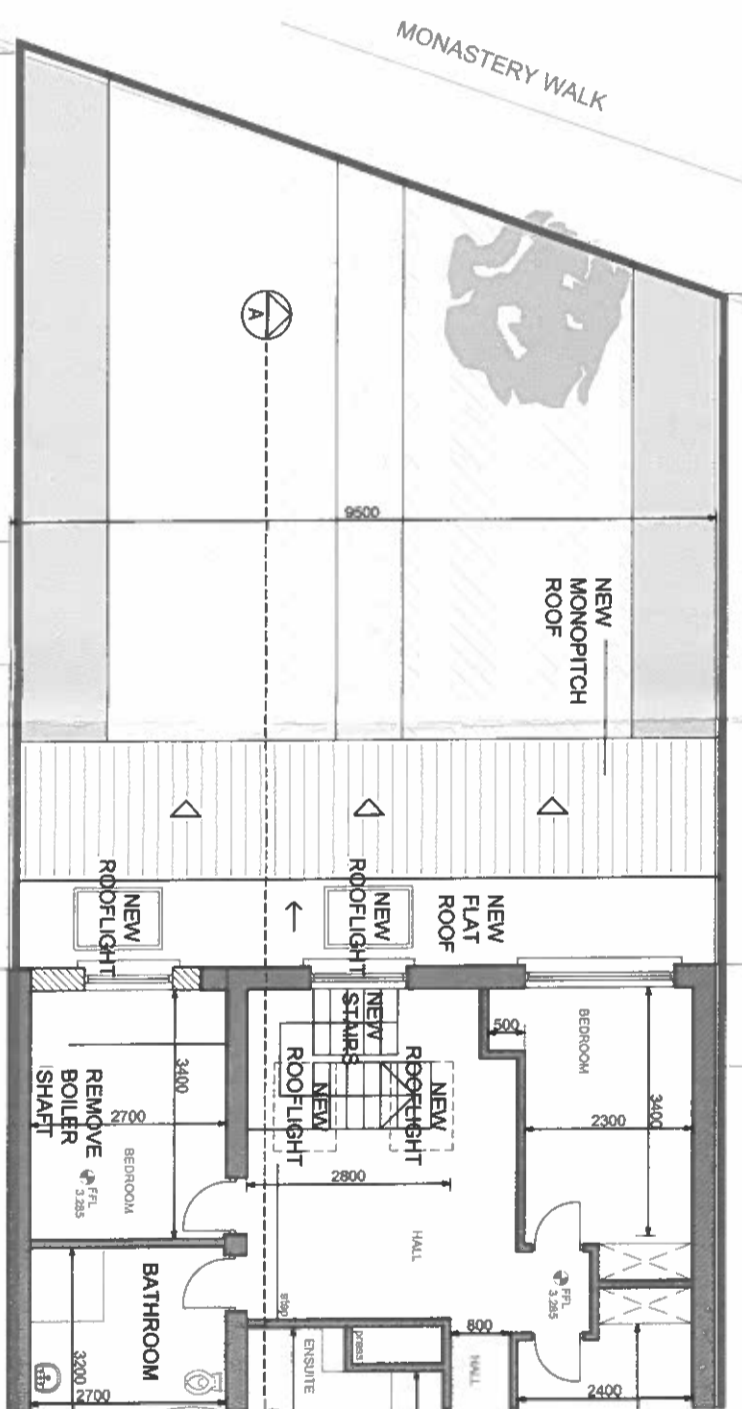 MONASTERY WALK
A
9500
NEW
MONOPITCH
ROOF
NEW
ROOFLIGHT
NEW
ROOFLIGHT
NEW
FLAT
ROOF
NEW
STAIRS
NEW
ROOFLIGHT
NEW
ROOFLIGHT
500
BEDROOM
3400
2300
3400
REMOVE
BOILER
SHAFT
2700
BEDROOM
FFL
3.285
2800
HALL
FFL
3.285
BATHROOM
step
3200
2700
ENSUITE
press
800
HALL
2400